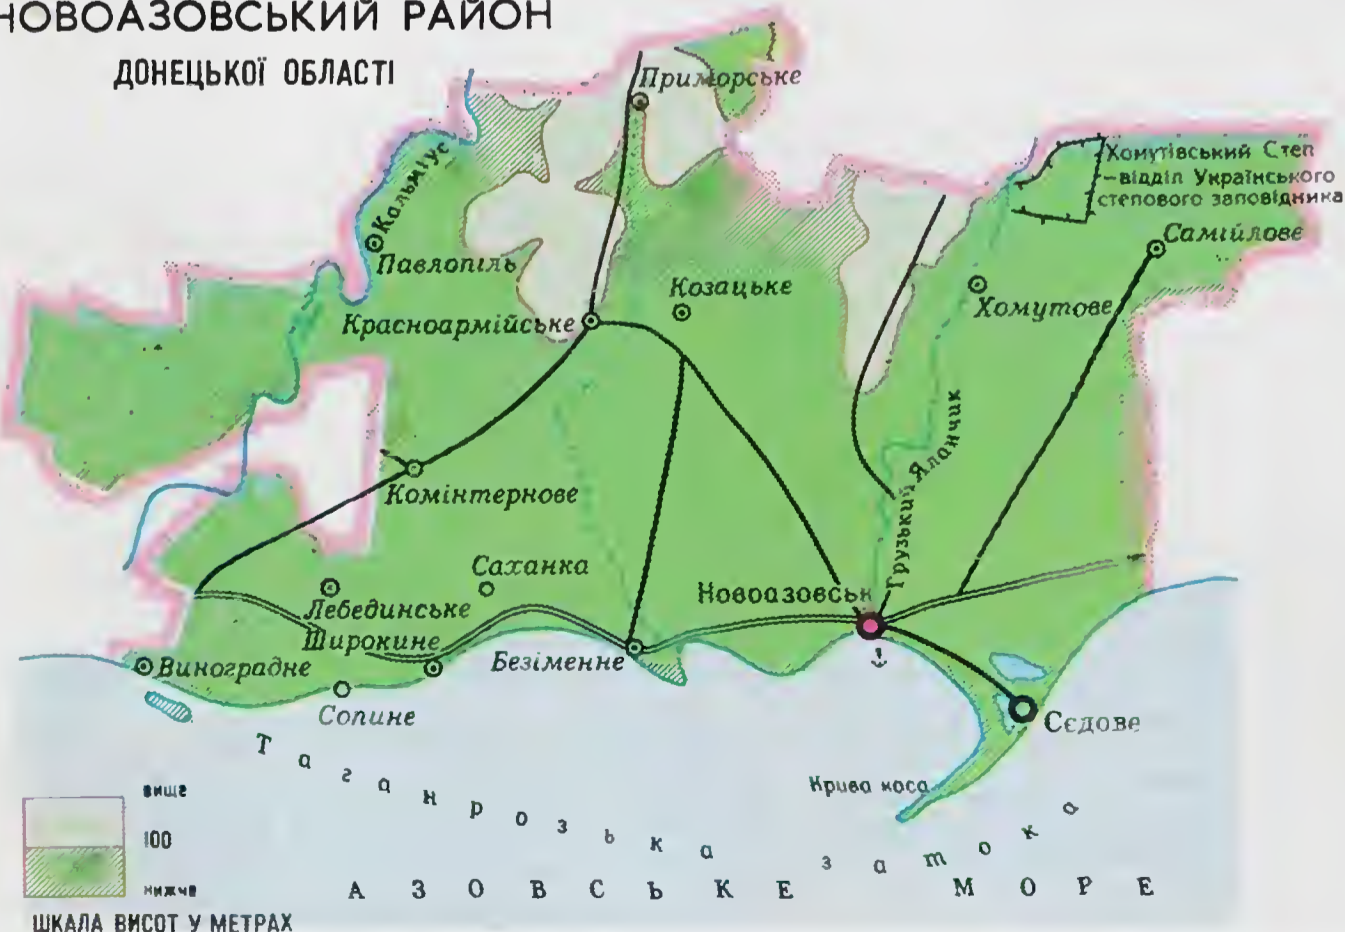 НОВОАЗОВСЬКИЙ РАЙОН
ДОНЕЦЬКОЇ ОБЛАСТІ
Приморське
Кальміус
Хомутівський Степ
—відділ Українського
степового заповідника
Самійлове
Павлопіль
Козацьке
Хомутове
Красноармійське
Грузький Яланчик
Комінтернове
Саханка
Новоазовськ
Лебединське
Широкине
Безіменне
Виноградне
Сопине
Сєдове
Таганрозька затока
Крива коса
вище
100
нижче
АЗОВСЬКЕ МОРЕ
ШКАЛА ВИСОТ У МЕТРАХ